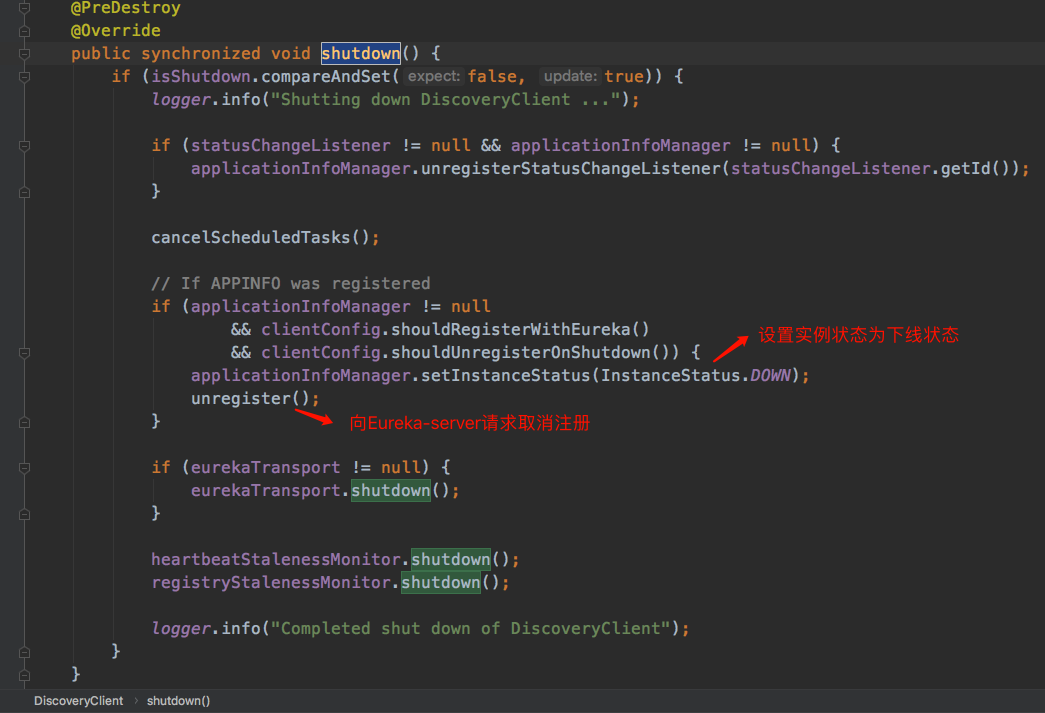 @PreDestroy
@Override
public synchronized void shutdown() {
if (isShutdown.compareAndSet( expect: false, update: true)) {
logger.info("Shutting down DiscoveryClient ...");
if (statusChangeListener != null && applicationInfoManager != null) {
applicationInfoManager.unregisterStatusChangeListener(statusChangeListener.getId());
}
cancelScheduledTasks();
// If APPINFO was registered
if (applicationInfoManager != null
&& clientConfig.shouldRegisterWithEureka()
设置实例状态为下线状态
&& clientConfig.shouldUnregisterOnShutdown()) {
applicationInfoManager.setInstanceStatus(InstanceStatus.DOWN);
unregister();
} 向Eureka-server请求取消注册
if (eurekaTransport != null) {
eurekaTransport.shutdown();
}
heartbeatStalenessMonitor.shutdown();
registryStalenessMonitor.shutdown();
logger.info("Completed shut down of DiscoveryClient");
}
}
DiscoveryClient › shutdown()